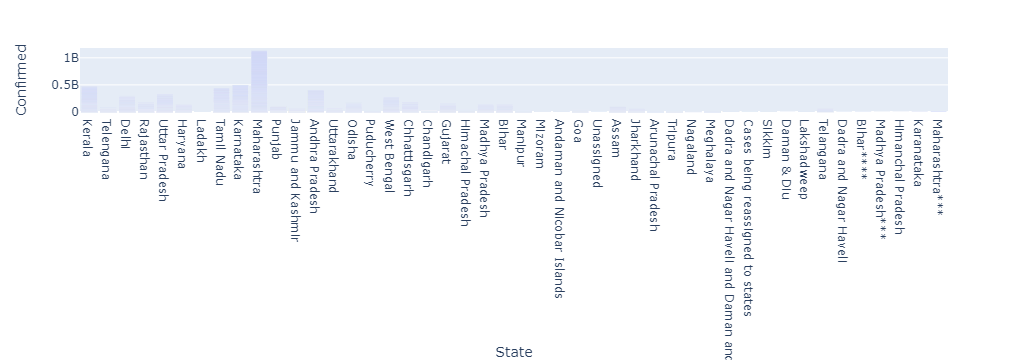 Confirmed
1B
0.5B
0
Kerala
Telengana
Delhi
Rajasthan
Uttar Pradesh
Haryana
Ladakh
Tamil Nadu
Karnataka
Maharashtra
Punjab
Jammu and Kashmir
Andhra Pradesh
Uttarakhand
Odisha
Puducherry
West Bengal
Chhattisgarh
Chandigarh
Gujarat
Himachal Pradesh
Madhya Pradesh
Bihar
Manipur
Mizoram
Andaman and Nicobar Islands
Goa
Unassigned
Assam
Jharkhand
Arunachal Pradesh
Tripura
Nagaland
Meghalaya
Dadra and Nagar Haveli and Daman and
Cases being reassigned to states
Sikkim
Daman & Diu
Lakshadweep
Telangana
Dadra and Nagar Haveli
Bihar****
Madhya Pradesh***
Himanchal Pradesh
Karanataka
Maharashtra***
State